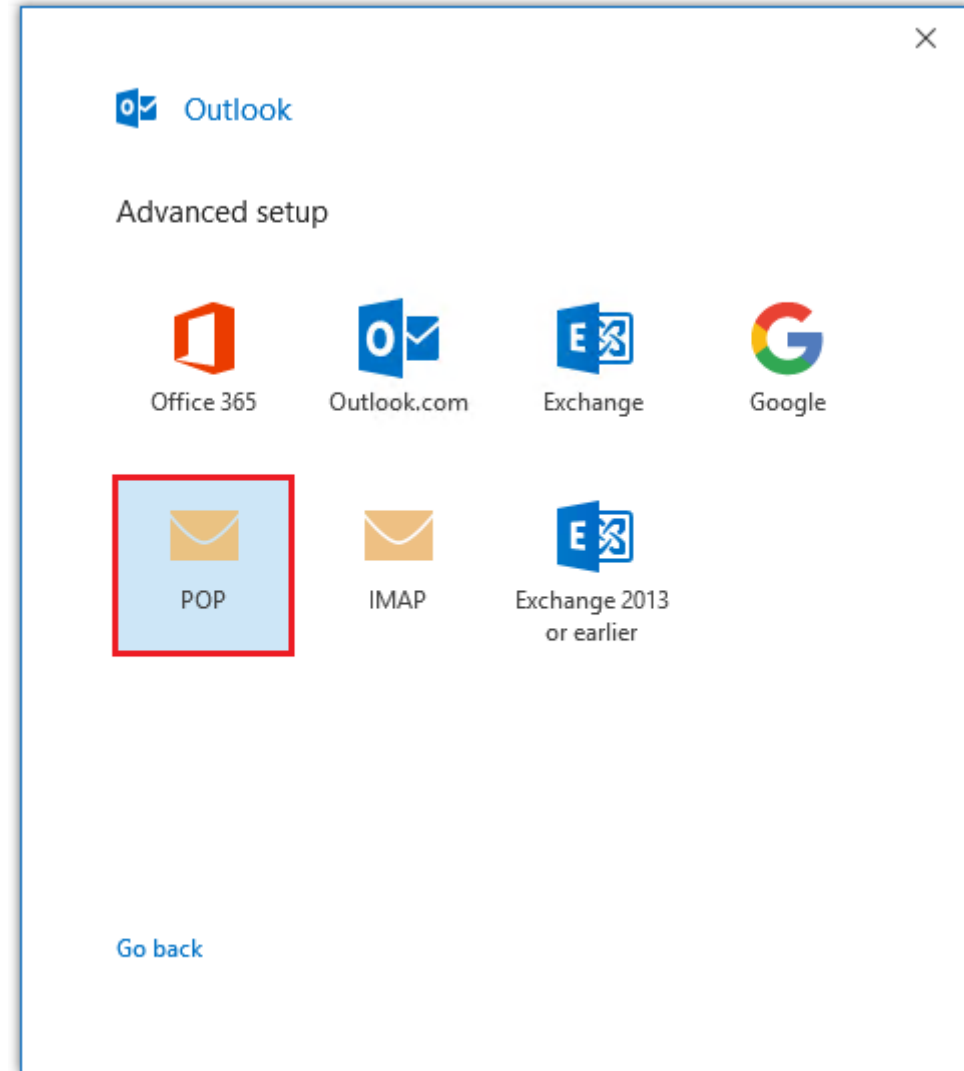 Outlook
Advanced setup
Office 365
Outlook.com
Exchange
Google
POP
IMAP
Exchange 2013
or earlier
Go back